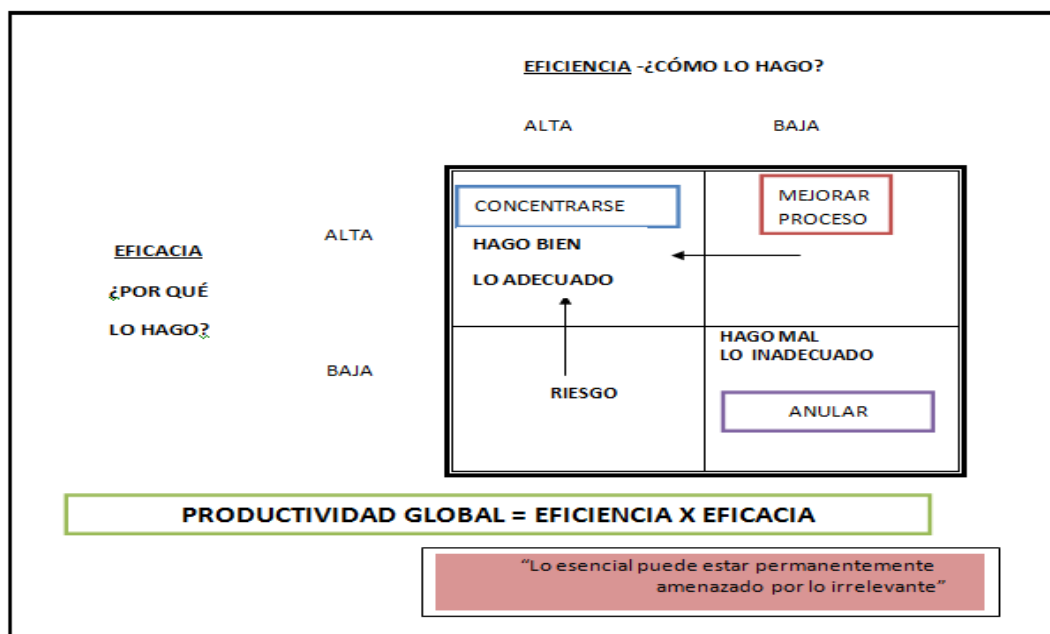 EFICIENCIA -¿CÓMO LO HAGO?
ALTA
BAJA
CONCENTRARSE
MEJORAR
PROCESO
ALTA
HAGO BIEN
LO ADECUADO
EFICACIA
¿POR QUÉ
LO HAGO?
BAJA
HAGO MAL
LO INADECUADO
RIESGO
ANULAR
PRODUCTIVIDAD GLOBAL = EFICIENCIA X EFICACIA
“Lo esencial puede estar permanentemente
amenazado por lo irrelevante”